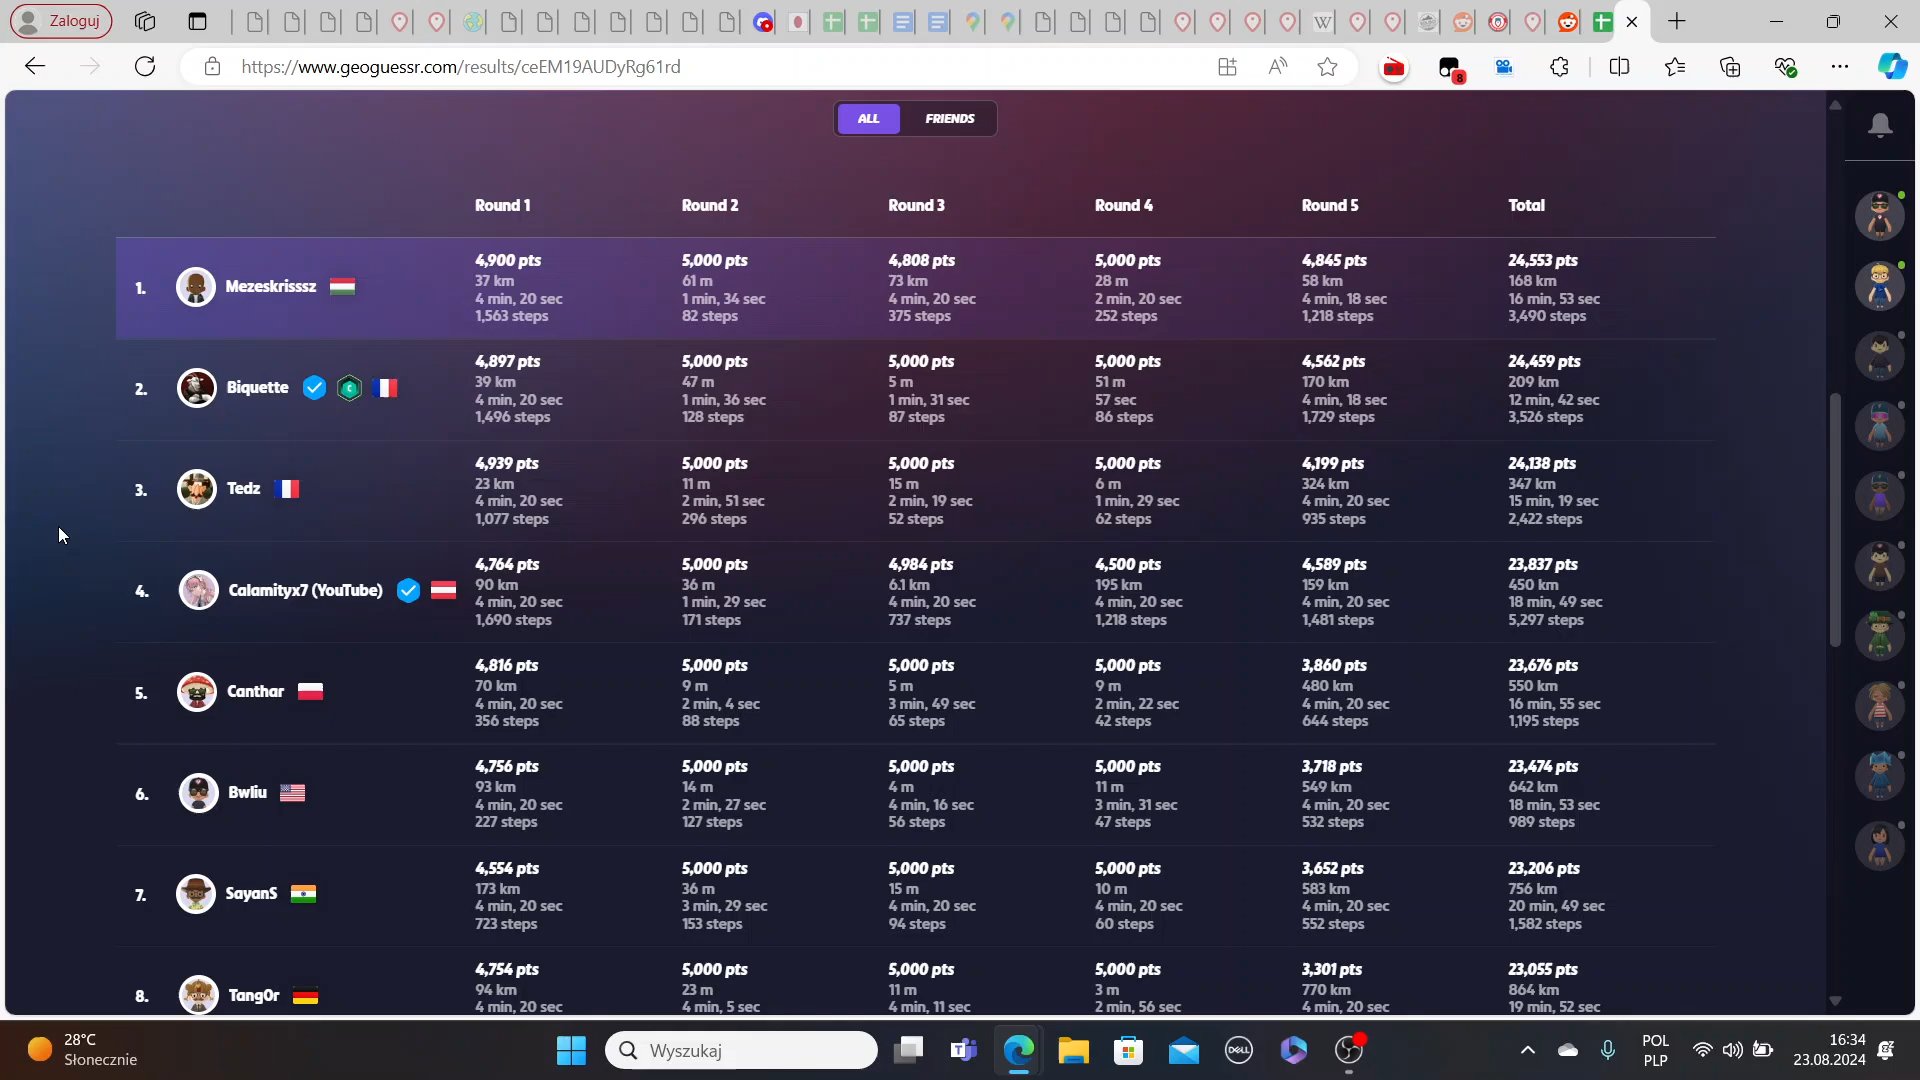 Zaloguj
https://www.geoguessr.com/results/ceEM19AUDyRg61rd
8
ALL FRIENDS
Round 1 Round 2 Round 3 Round 4 Round 5 Total
1. Mezeskrisssz
4,900 pts 5,000 pts 4,808 pts 5,000 pts 4,845 pts 24,553 pts
37 km 61 m 73 km 28 m 58 km 168 km
4 min, 20 sec 1 min, 34 sec 4 min, 20 sec 2 min, 20 sec 4 min, 18 sec 16 min, 53 sec
1,563 steps 82 steps 375 steps 252 steps 1,218 steps 3,490 steps
2. Biquette
4,897 pts 5,000 pts 5,000 pts 5,000 pts 4,562 pts 24,459 pts
39 km 47 m 5 m 51 m 170 km 209 km
4 min, 20 sec 1 min, 36 sec 1 min, 31 sec 57 sec 4 min, 18 sec 12 min, 42 sec
1,496 steps 128 steps 87 steps 86 steps 1,729 steps 3,526 steps
3. Tedz
4,939 pts 5,000 pts 5,000 pts 5,000 pts 4,199 pts 24,138 pts
23 km 11 m 15 m 6 m 324 km 347 km
4 min, 20 sec 2 min, 51 sec 2 min, 19 sec 1 min, 29 sec 4 min, 20 sec 15 min, 19 sec
1,077 steps 296 steps 52 steps 62 steps 935 steps 2,422 steps
4. Calamityx7 (YouTube)
4,764 pts 5,000 pts 4,984 pts 4,500 pts 4,589 pts 23,837 pts
90 km 36 m 6.1 km 195 km 159 km 450 km
4 min, 20 sec 1 min, 29 sec 4 min, 20 sec 4 min, 20 sec 4 min, 20 sec 18 min, 49 sec
1,690 steps 171 steps 737 steps 1,218 steps 1,481 steps 5,297 steps
5. Canthar
4,816 pts 5,000 pts 5,000 pts 5,000 pts 3,860 pts 23,676 pts
70 km 9 m 5 m 9 m 480 km 550 km
4 min, 20 sec 2 min, 4 sec 3 min, 49 sec 2 min, 22 sec 4 min, 20 sec 16 min, 55 sec
356 steps 88 steps 65 steps 42 steps 644 steps 1,195 steps
6. Bwliu
4,756 pts 5,000 pts 5,000 pts 5,000 pts 3,718 pts 23,474 pts
93 km 14 m 4 m 11 m 549 km 642 km
4 min, 20 sec 2 min, 27 sec 4 min, 16 sec 3 min, 31 sec 4 min, 20 sec 18 min, 53 sec
227 steps 127 steps 56 steps 47 steps 532 steps 989 steps
7. SayanS
4,554 pts 5,000 pts 5,000 pts 5,000 pts 3,652 pts 23,206 pts
173 km 36 m 15 m 10 m 583 km 756 km
4 min, 20 sec 3 min, 29 sec 4 min, 20 sec 4 min, 20 sec 4 min, 20 sec 20 min, 49 sec
723 steps 153 steps 94 steps 60 steps 552 steps 1,582 steps
8. Tang0r
4,754 pts 5,000 pts 5,000 pts 5,000 pts 3,301 pts 23,055 pts
94 km 23 m 11 m 3 m 770 km 864 km
4 min, 20 sec 4 min, 5 sec 4 min, 11 sec 2 min, 56 sec 4 min, 20 sec 19 min, 52 sec
28°C
Słonecznie
Wyszukaj
DELL
POL
PLP
16:34
23.08.2024